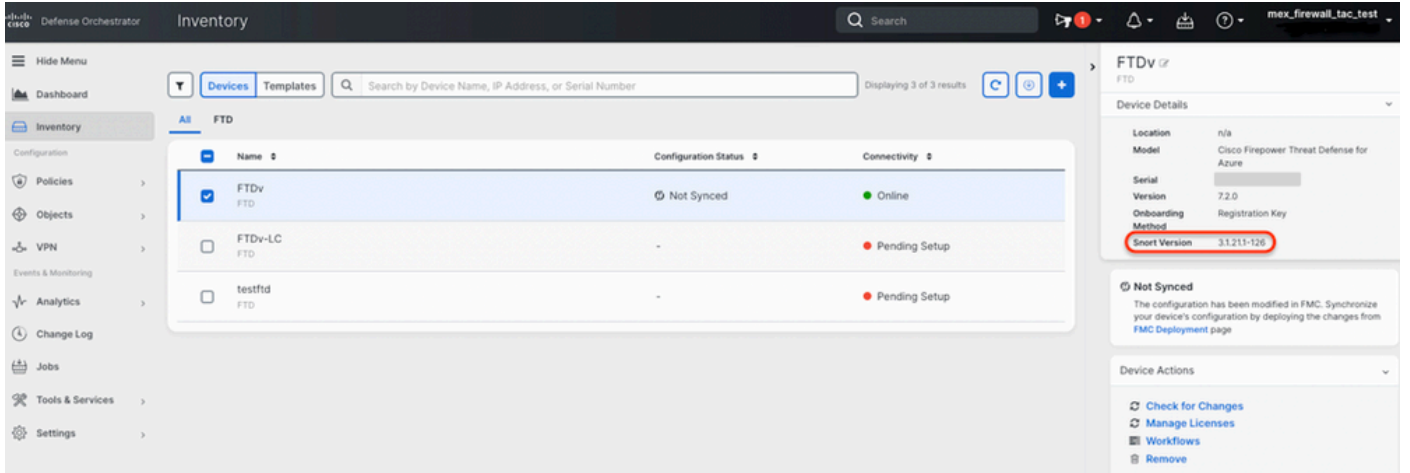 cisco Defense Orchestrator
Inventory
Search
1
mex_firewall_tac_test
Hide Menu
Dashboard
Inventory
Configuration
Policies
Objects
VPN
Events & Monitoring
Analytics
Change Log
Jobs
Tools & Services
Settings
Devices Templates
Search by Device Name, IP Address, or Serial Number
Displaying 3 of 3 results
All FTD
Name Configuration Status Connectivity
FTDv Not Synced Online
FTD
FTDv-LC - Pending Setup
FTD
testftd - Pending Setup
FTD
FTDv
FTD
Device Details
Location n/a
Model Cisco Firepower Threat Defense for
Azure
Serial
Version 7.2.0
Onboarding Registration Key
Method
Snort Version 3.1.21.1-126
Not Synced
The configuration has been modified in FMC. Synchronize
your device's configuration by deploying the changes from
FMC Deployment page
Device Actions
Check for Changes
Manage Licenses
Workflows
Remove